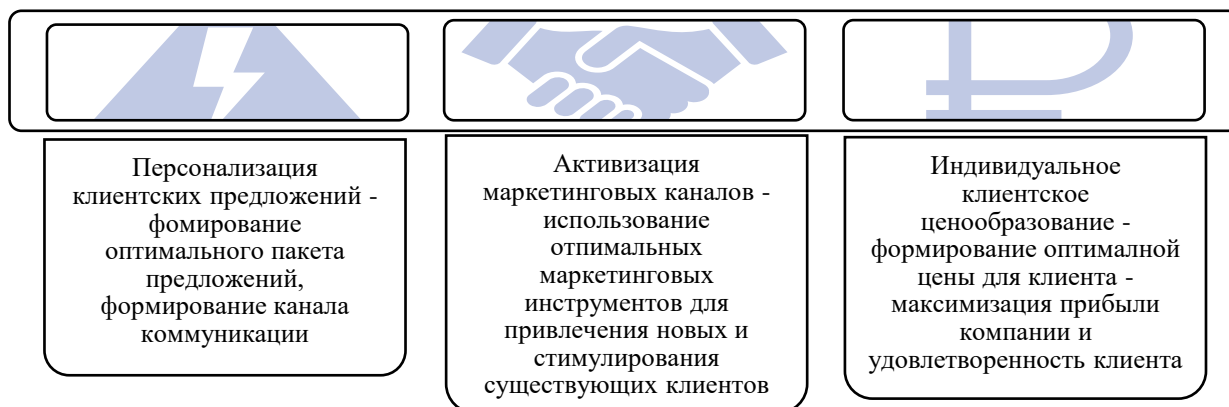 Персонализация
клиентских предложений -
фомирование
оптимального пакета
предложений,
формирование канала
коммуникации
Активизация
маркетинговых каналов -
использование
отпимальных
маркетинговых
инструментов для
привлечения новых и
стимулирования
существующих клиентов
Индивидуальное
клиентское
ценообразование -
формирование оптималной
цены для клиента -
максимизация прибыли
компании и
удовлетворенность клиента